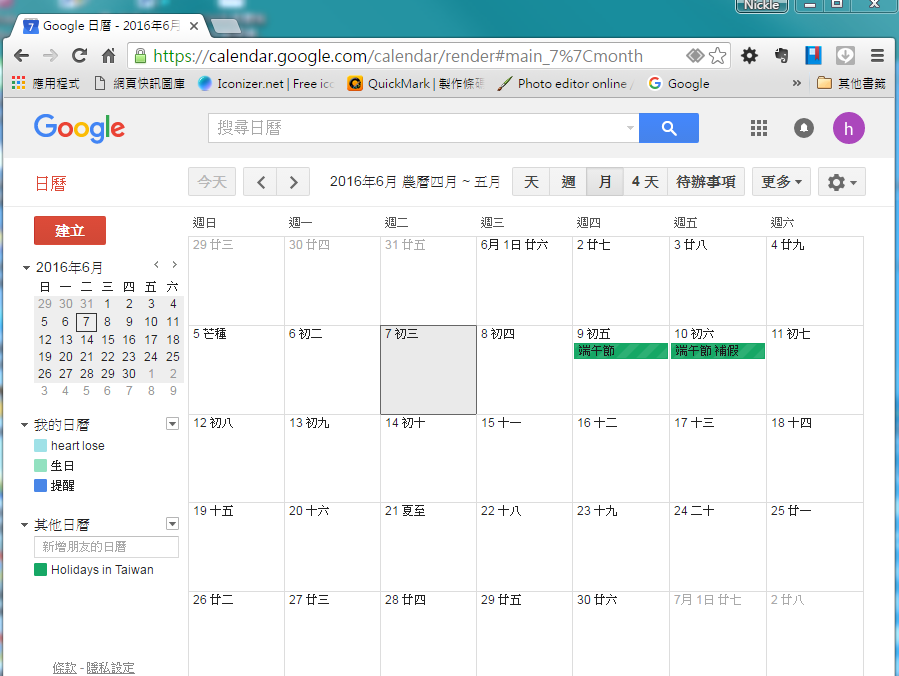 Nickle
7 Google 日曆 - 2016年6月
https://calendar.google.com/calendar/render#main_7%7Cmonth
應用程式 網頁快訊圖庫 Iconizer.net | Free ico QuickMark | 製作條碼 Photo editor online / Google » 其他書籤
Google 搜尋日曆 h
日曆 今天 2016年6月 農曆四月 ~ 五月 天 週 月 4 天 待辦事項 更多
建立
2016年6月
日 一 二 三 四 五 六
29 30 31 1 2 3 4
5 6 7 8 9 10 11
12 13 14 15 16 17 18
19 20 21 22 23 24 25
26 27 28 29 30 1 2
3 4 5 6 7 8 9
我的日曆
heart lose
生日
提醒
其他日曆
新增朋友的日曆
Holidays in Taiwan
條款 - 隱私設定
週日 週一 週二 週三 週四 週五 週六
29 廿三 30 廿四 31 廿五 6月 1日 廿六 2 廿七 3 廿八 4 廿九
5 芒種 6 初二 7 初三 8 初四 9 初五 10 初六 11 初七
端午節 端午節 補假
12 初八 13 初九 14 初十 15 十一 16 十二 17 十三 18 十四
19 十五 20 十六 21 夏至 22 十八 23 十九 24 二十 25 廿一
26 廿二 27 廿三 28 廿四 29 廿五 30 廿六 7月 1日 廿七 2 廿八